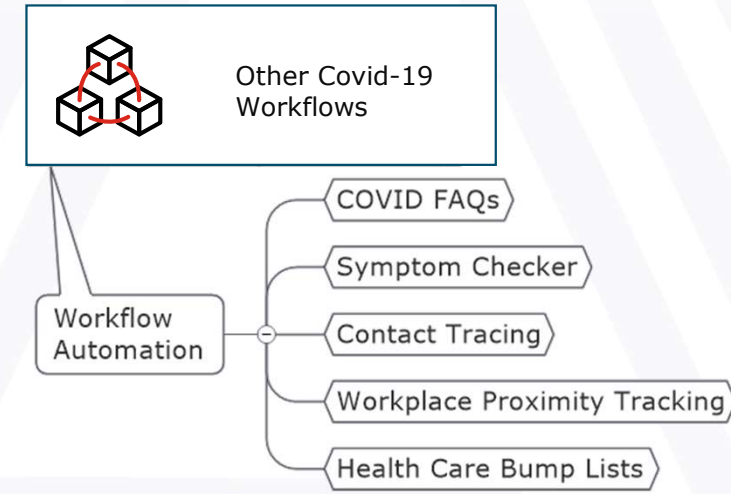 Other Covid-19
Workflows
COVID FAQs
Symptom Checker
Workflow
Automation
Contact Tracing
Workplace Proximity Tracking
Health Care Bump Lists